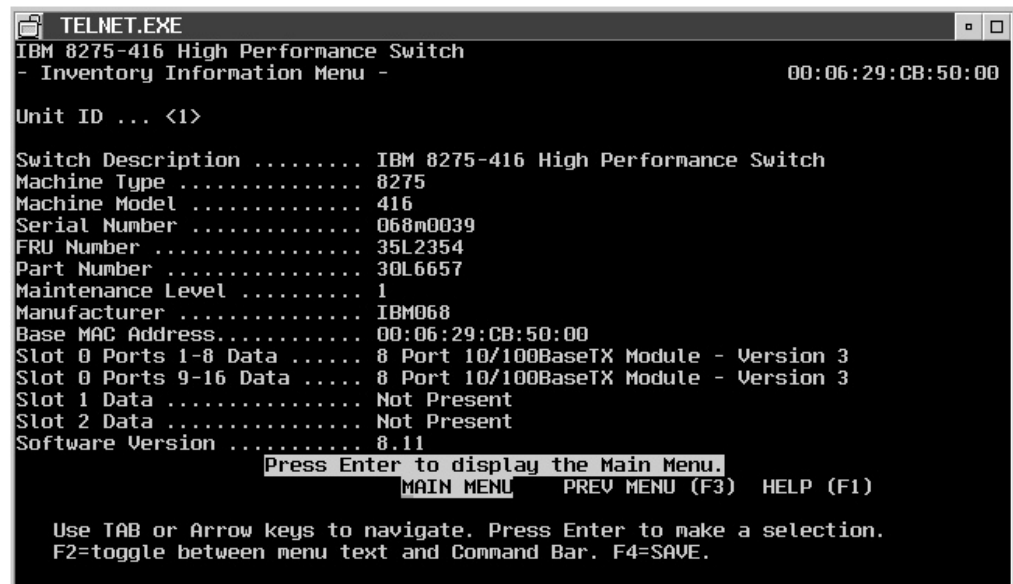 TELNET.EXE
IBM 8275-416 High Performance Switch
- Inventory Information Menu - 00:06:29:CB:50:00
Unit ID ... <1>
Switch Description ......... IBM 8275-416 High Performance Switch
Machine Type ............... 8275
Machine Model .............. 416
Serial Number .............. 068m0039
FRU Number ................. 35L2354
Part Number ................ 30L6657
Maintenance Level .......... 1
Manufacturer ............... IBM068
Base MAC Address............ 00:06:29:CB:50:00
Slot 0 Ports 1-8 Data ...... 8 Port 10/100BaseTX Module - Version 3
Slot 0 Ports 9-16 Data ..... 8 Port 10/100BaseTX Module - Version 3
Slot 1 Data ................ Not Present
Slot 2 Data ................ Not Present
Software Version ........... 8.11
Press Enter to display the Main Menu.
MAIN MENU PREV MENU (F3) HELP (F1)
Use TAB or Arrow keys to navigate. Press Enter to make a selection.
F2=toggle between menu text and Command Bar. F4=SAVE.